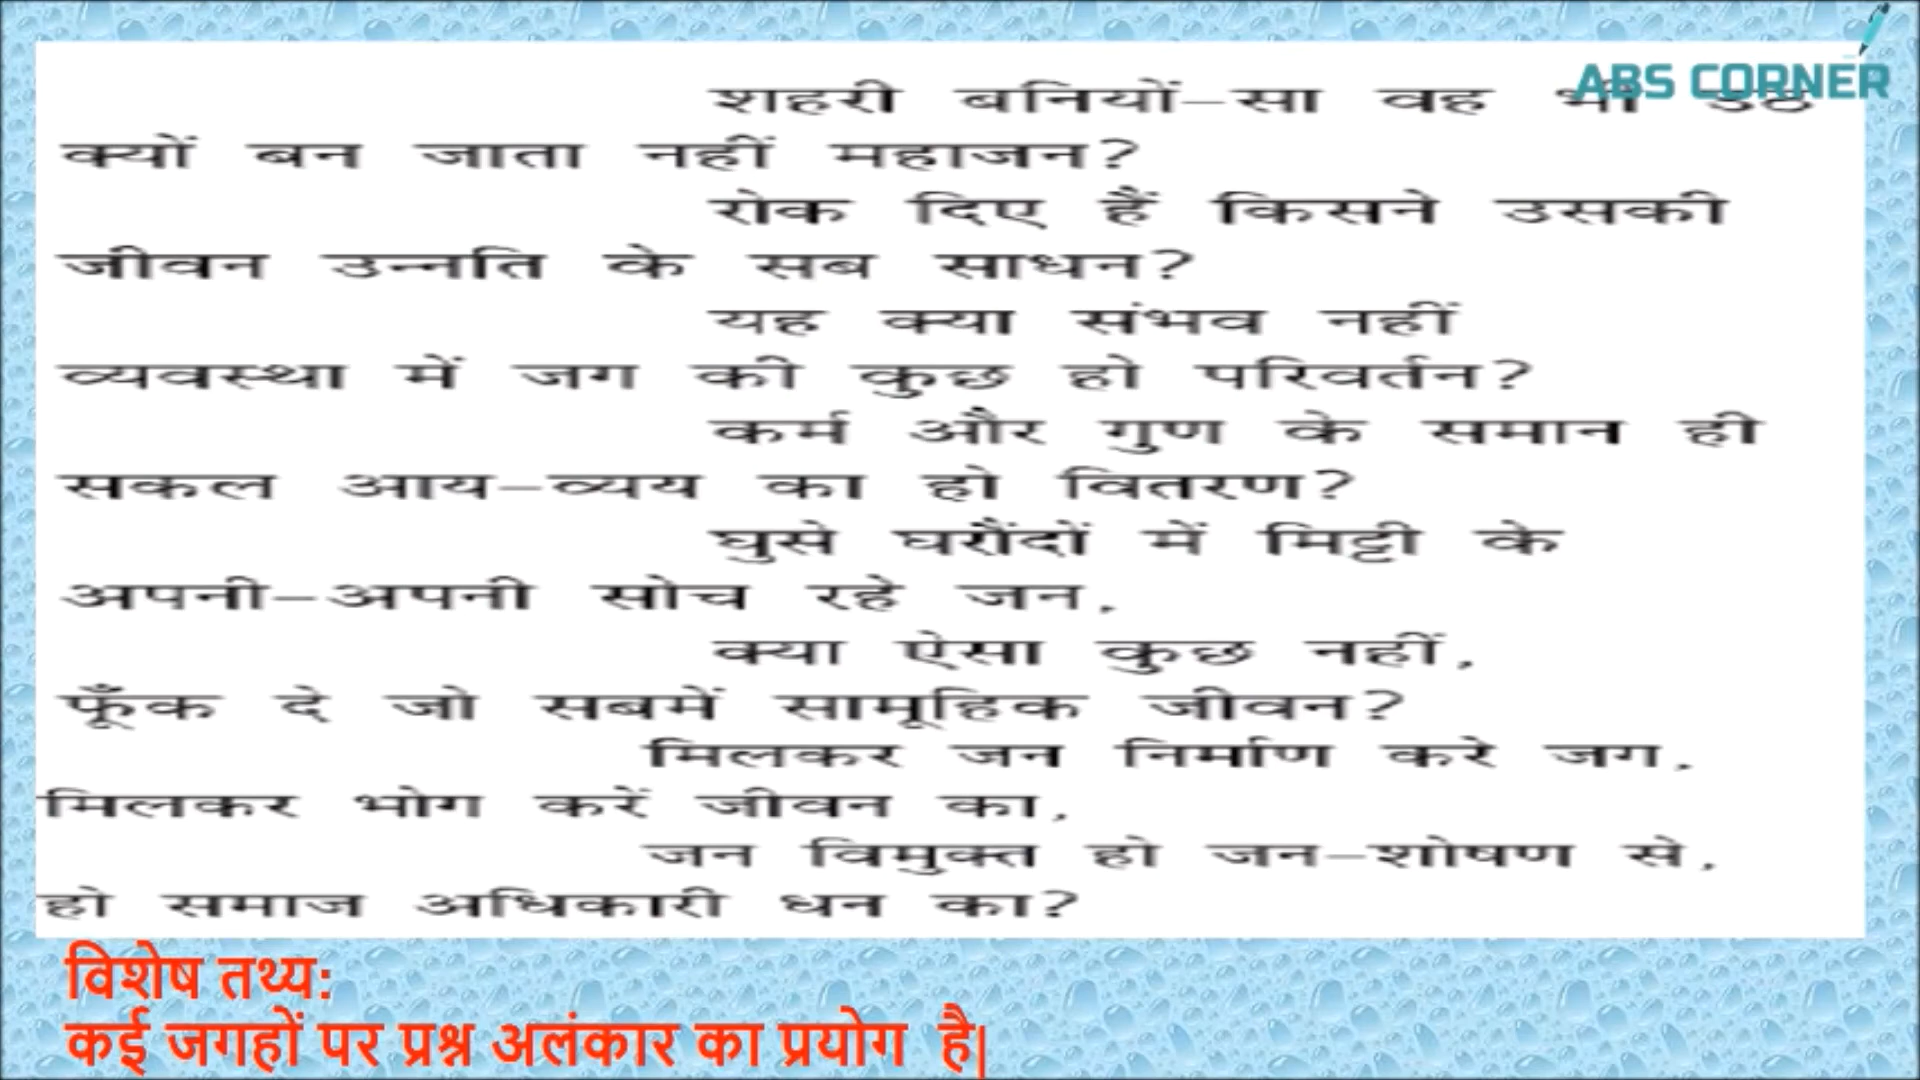 ABS CORNER
शहरी बनियों-सा वह भी उठ
क्यों बन जाता नहीं महाजन?
रोक दिए हैं किसने उसकी
जीवन उन्नति के सब साधन?
यह क्या संभव नहीं
व्यवस्था में जग की कुछ हो परिवर्तन?
कर्म और गुण के समान ही
सकल आय-व्यय का हो वितरण?
घुसे घरौंदों में मिट्टी के
अपनी-अपनी सोच रहे जन,
क्या ऐसा कुछ नहीं,
फूँक दे जो सबमें सामूहिक जीवन?
मिलकर जन निर्माण करे जग,
मिलकर भोग करें जीवन का,
जन विमुक्त हो जन-शोषण से,
हो समाज अधिकारी धन का?
विशेष तथ्य:
कई जगहों पर प्रश्न अलंकार का प्रयोग है|